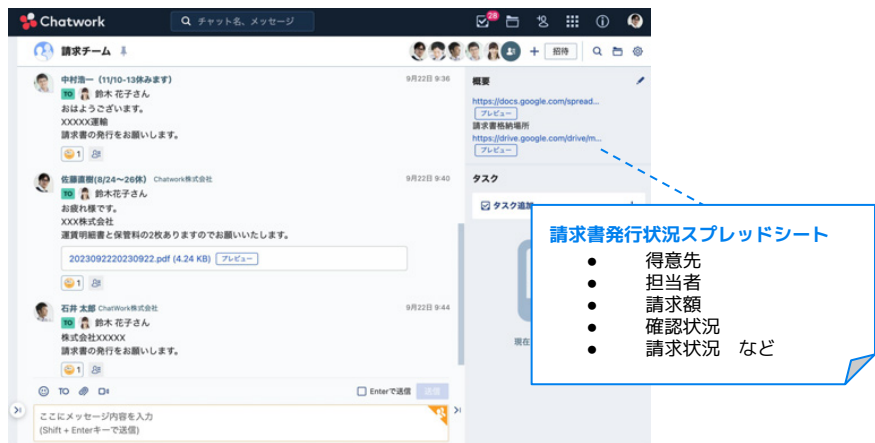 Chatwork
チャット名、メッセージ
28
請求チーム
招待
中村浩一（11/10-13休みます）
9月22日 9:36
TO 鈴木 花子さん
おはようございます。
XXXXX運輸
請求書の発行をお願いします。
1
佐藤直樹(8/24〜26休) Chatwork株式会社
9月22日 9:40
TO 鈴木花子さん
お疲れ様です。
XXX株式会社
運賃明細書と保管料の2枚ありますのでお願いいたします。
2023092220230922.pdf (4.24 KB) プレビュー
1
石井 太郎 ChatWork株式会社
9月22日 9:44
TO 鈴木 花子さん
株式会社XXXXX
請求書の発行をお願いします。
1
TO
Enterで送信
送信
ここにメッセージ内容を入力
(Shift + Enterキーで送信)
概要
https://docs.google.com/spread...
プレビュー
請求書格納場所
https://drive.google.com/drive/m...
プレビュー
タスク
タスク追加
現在
請求書発行状況スプレッドシート
● 得意先
● 担当者
● 請求額
● 確認状況
● 請求状況　など